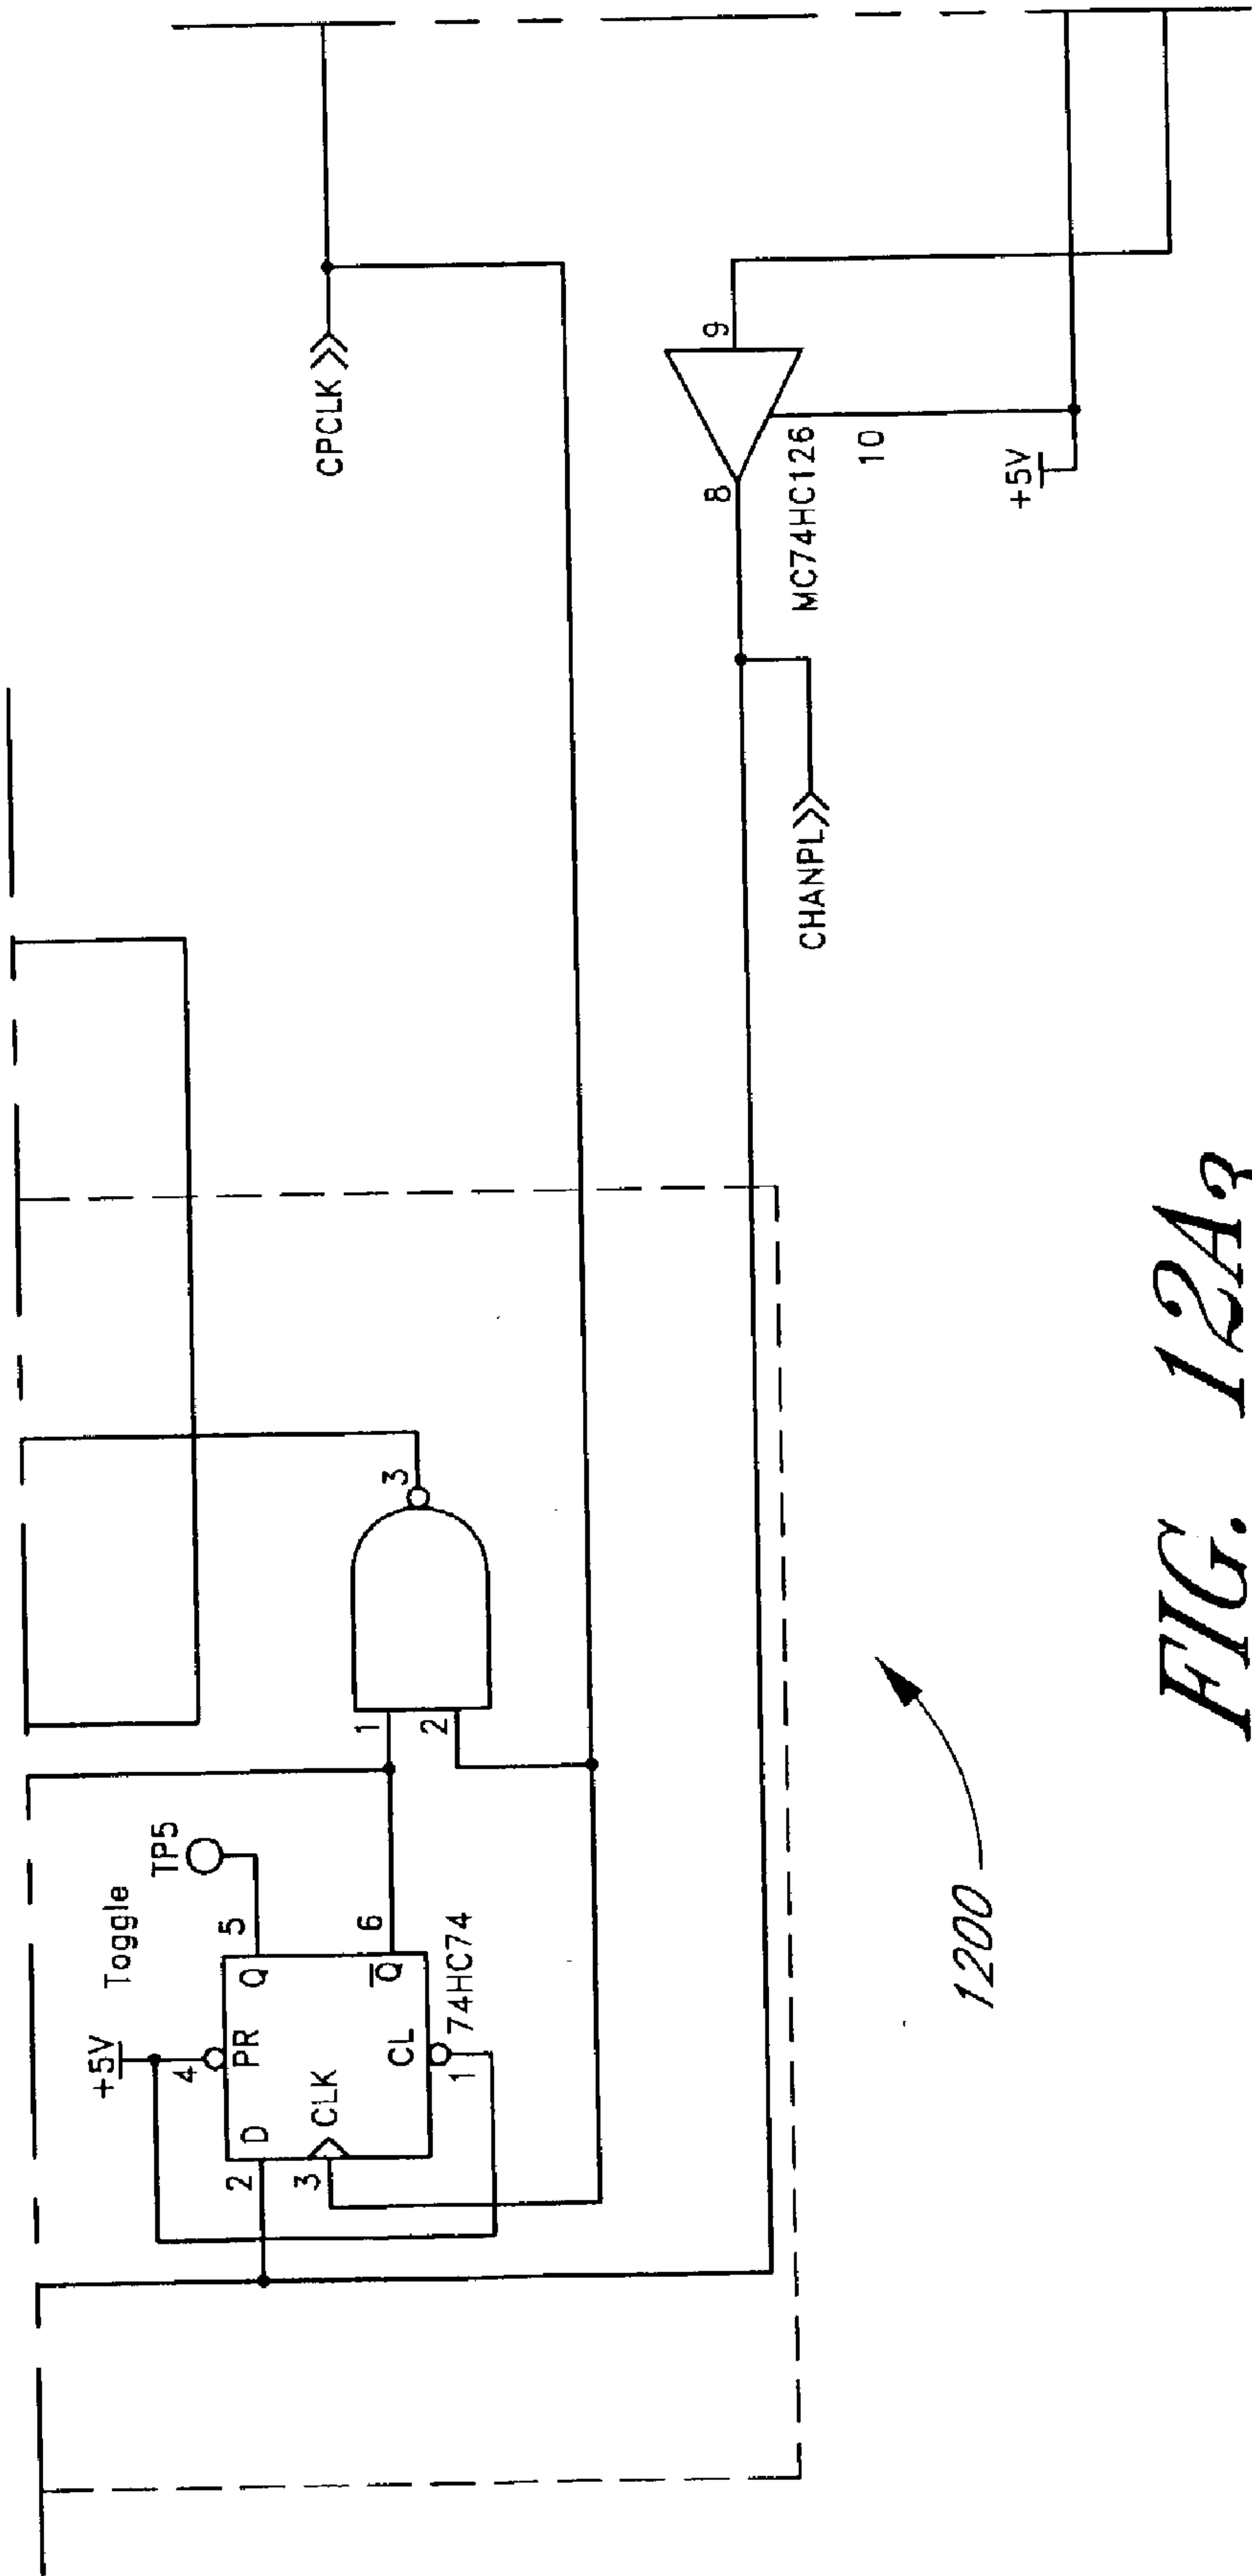 +5V
Toggle
TP5
4
PR
D
2
Q
5
3
CLK
Q
6
CL
1
74HC74
1
2
3
CPCLK
CHANPL
8
9
MC74HC126
10
+5V
1200
FIG. 12A3